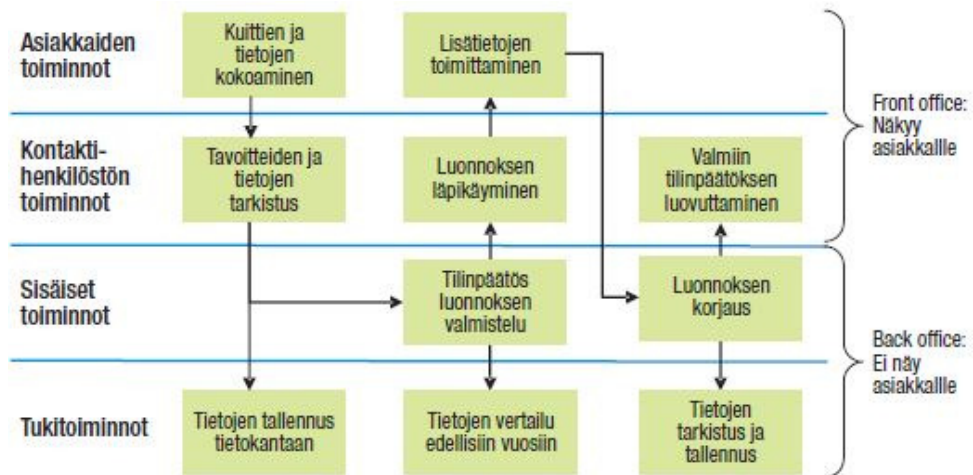 Asiakkaiden
toiminnot
Kuittien ja
tietojen
kokoaminen
Lisätietojen
toimittaminen
Kontakti-
henkilöstön
toiminnot
Tavoitteiden ja
tietojen
tarkistus
Luonnoksen
läpikäyminen
Valmiin
tilinpäätöksen
luovuttaminen
Front office:
Näkyy
asiakkallle
Sisäiset
toiminnot
Tilinpäätös
luonnoksen
valmistelu
Luonnoksen
korjaus
Tukitoiminnot
Tietojen tallennus
tietokantaan
Tietojen vertailu
edellisiin vuosiin
Tietojen
tarkistus ja
tallennus
Back office:
Ei näy
asiakkallle